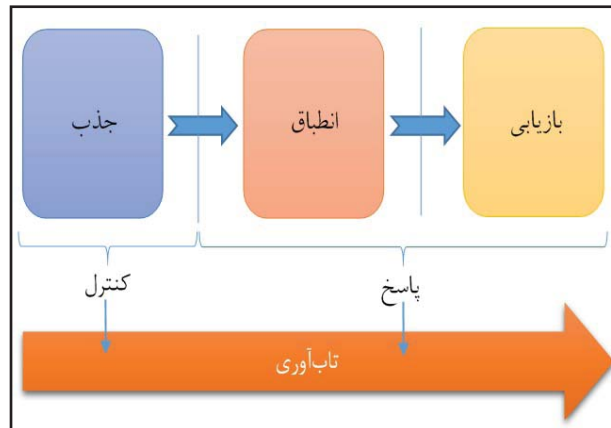 جذب
انطباق
بازیابی
کنترل
پاسخ
تاب‌آوری